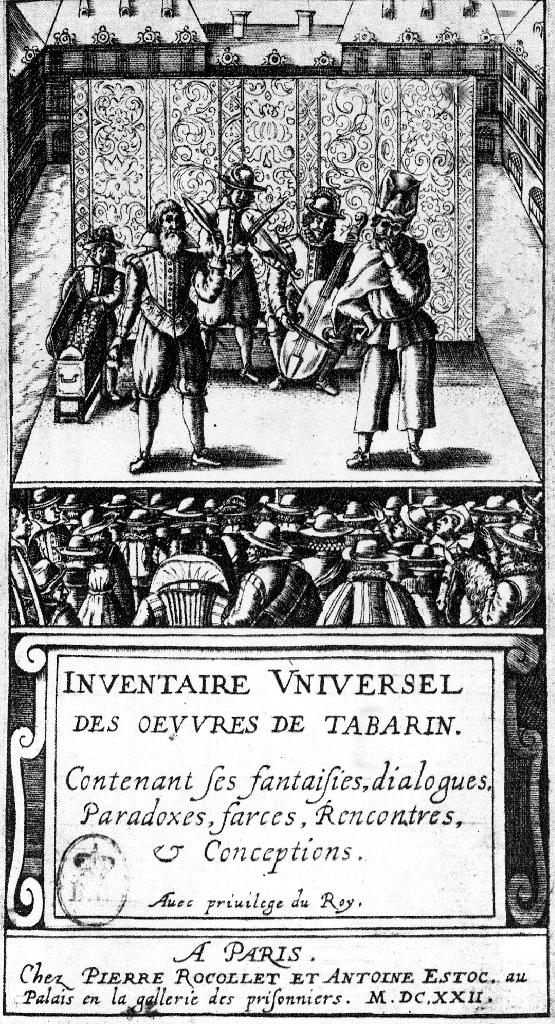 INVENTAIRE VNIVERSEL
DES OEVVRES DE TABARIN.
Contenant ſes fantaiſies, dialogues,
Paradoxes, farces, Rencontres,
& Conceptions.
Auec priuilege du Roy.
A PARIS.
Chez PIERRE ROCOLLET ET ANTOINE ESTOC. au
Palais en la gallerie des priſonniers. M.DC.XXII.